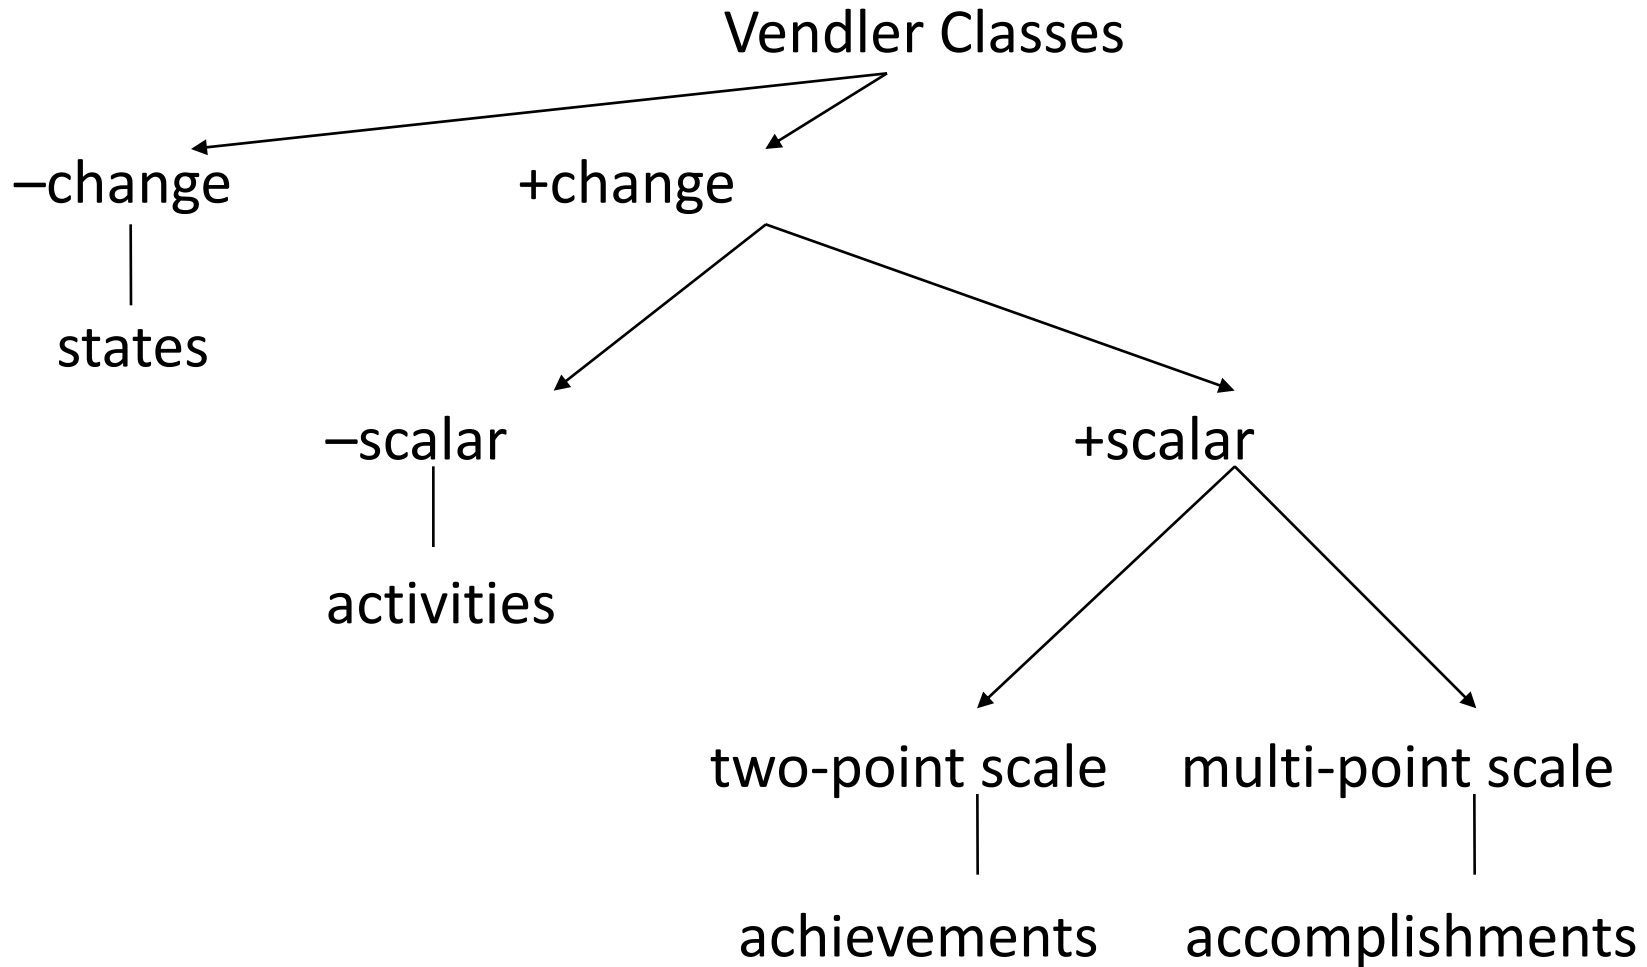 Vendler Classes
–change
+change
states
–scalar
+scalar
activities
two-point scale
multi-point scale
achievements
accomplishments